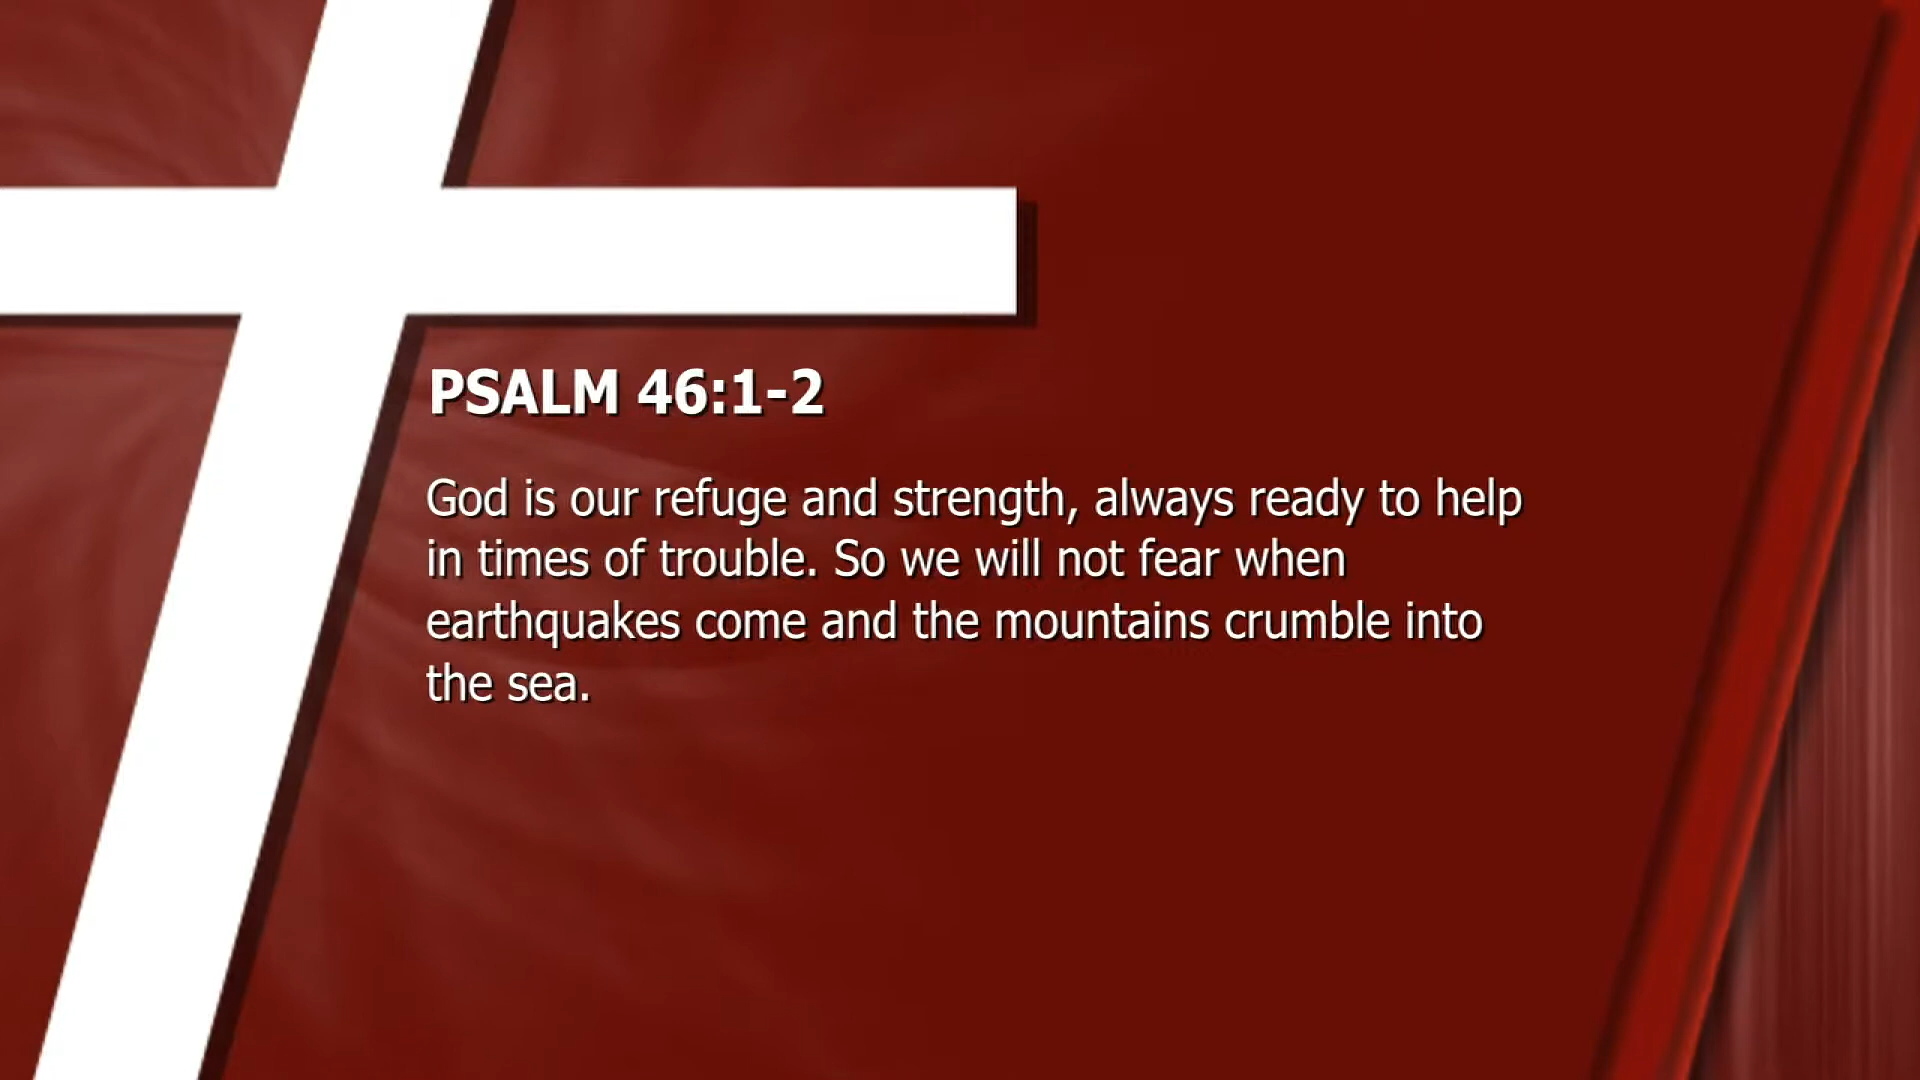 PSALM 46:1-2
God is our refuge and strength, always ready to help
in times of trouble. So we will not fear when
earthquakes come and the mountains crumble into
the sea.